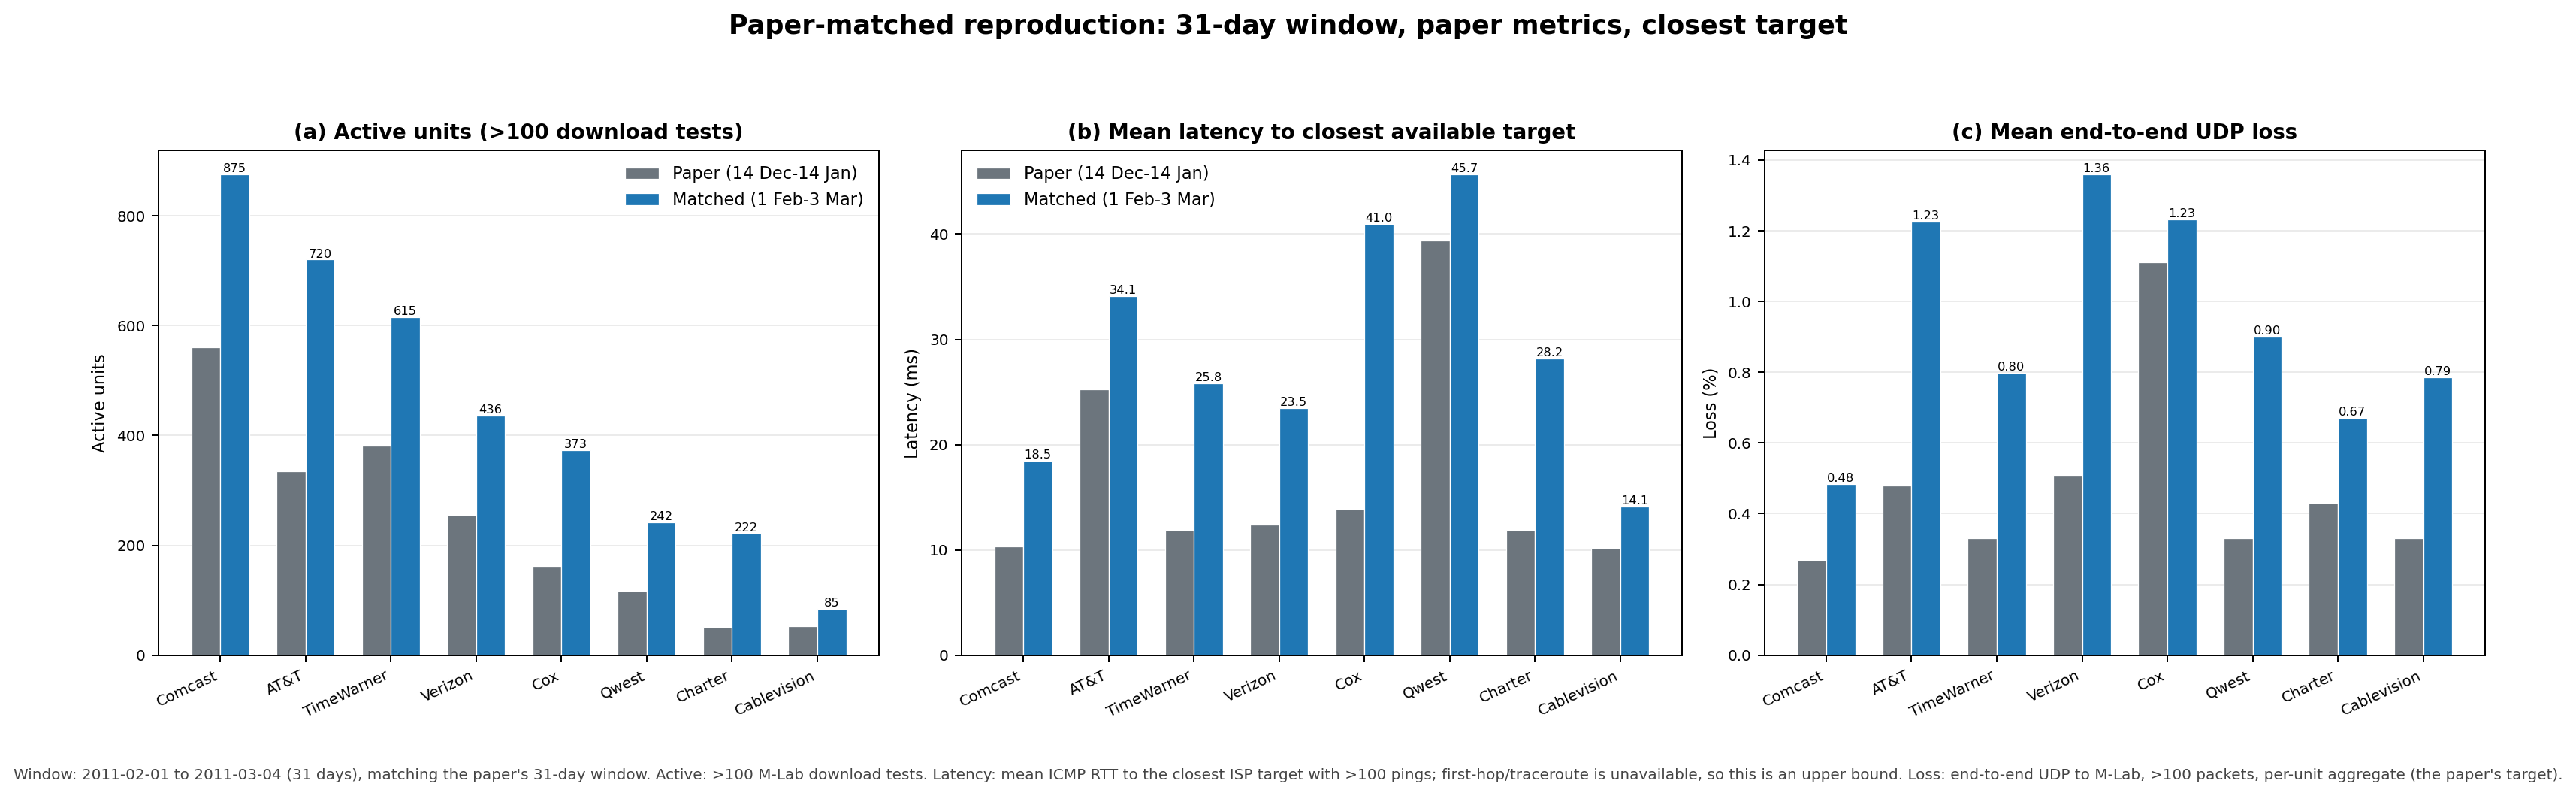 Paper-matched reproduction: 31-day window, paper metrics, closest target
(a) Active units (>100 download tests)
Active units
0
200
400
600
800
Paper (14 Dec-14 Jan)
Matched (1 Feb-3 Mar)
875
720
615
436
373
242
222
85
Comcast
AT&T
TimeWarner
Verizon
Cox
Qwest
Charter
Cablevision
(b) Mean latency to closest available target
Latency (ms)
0
10
20
30
40
Paper (14 Dec-14 Jan)
Matched (1 Feb-3 Mar)
18.5
34.1
25.8
23.5
41.0
45.7
28.2
14.1
Comcast
AT&T
TimeWarner
Verizon
Cox
Qwest
Charter
Cablevision
(c) Mean end-to-end UDP loss
Loss (%)
0.0
0.2
0.4
0.6
0.8
1.0
1.2
1.4
0.48
1.23
0.80
1.36
1.23
0.90
0.67
0.79
Comcast
AT&T
TimeWarner
Verizon
Cox
Qwest
Charter
Cablevision
Window: 2011-02-01 to 2011-03-04 (31 days), matching the paper's 31-day window. Active: >100 M-Lab download tests. Latency: mean ICMP RTT to the closest ISP target with >100 pings; first-hop/traceroute is unavailable, so this is an upper bound. Loss: end-to-end UDP to M-Lab, >100 packets, per-unit aggregate (the paper's target).